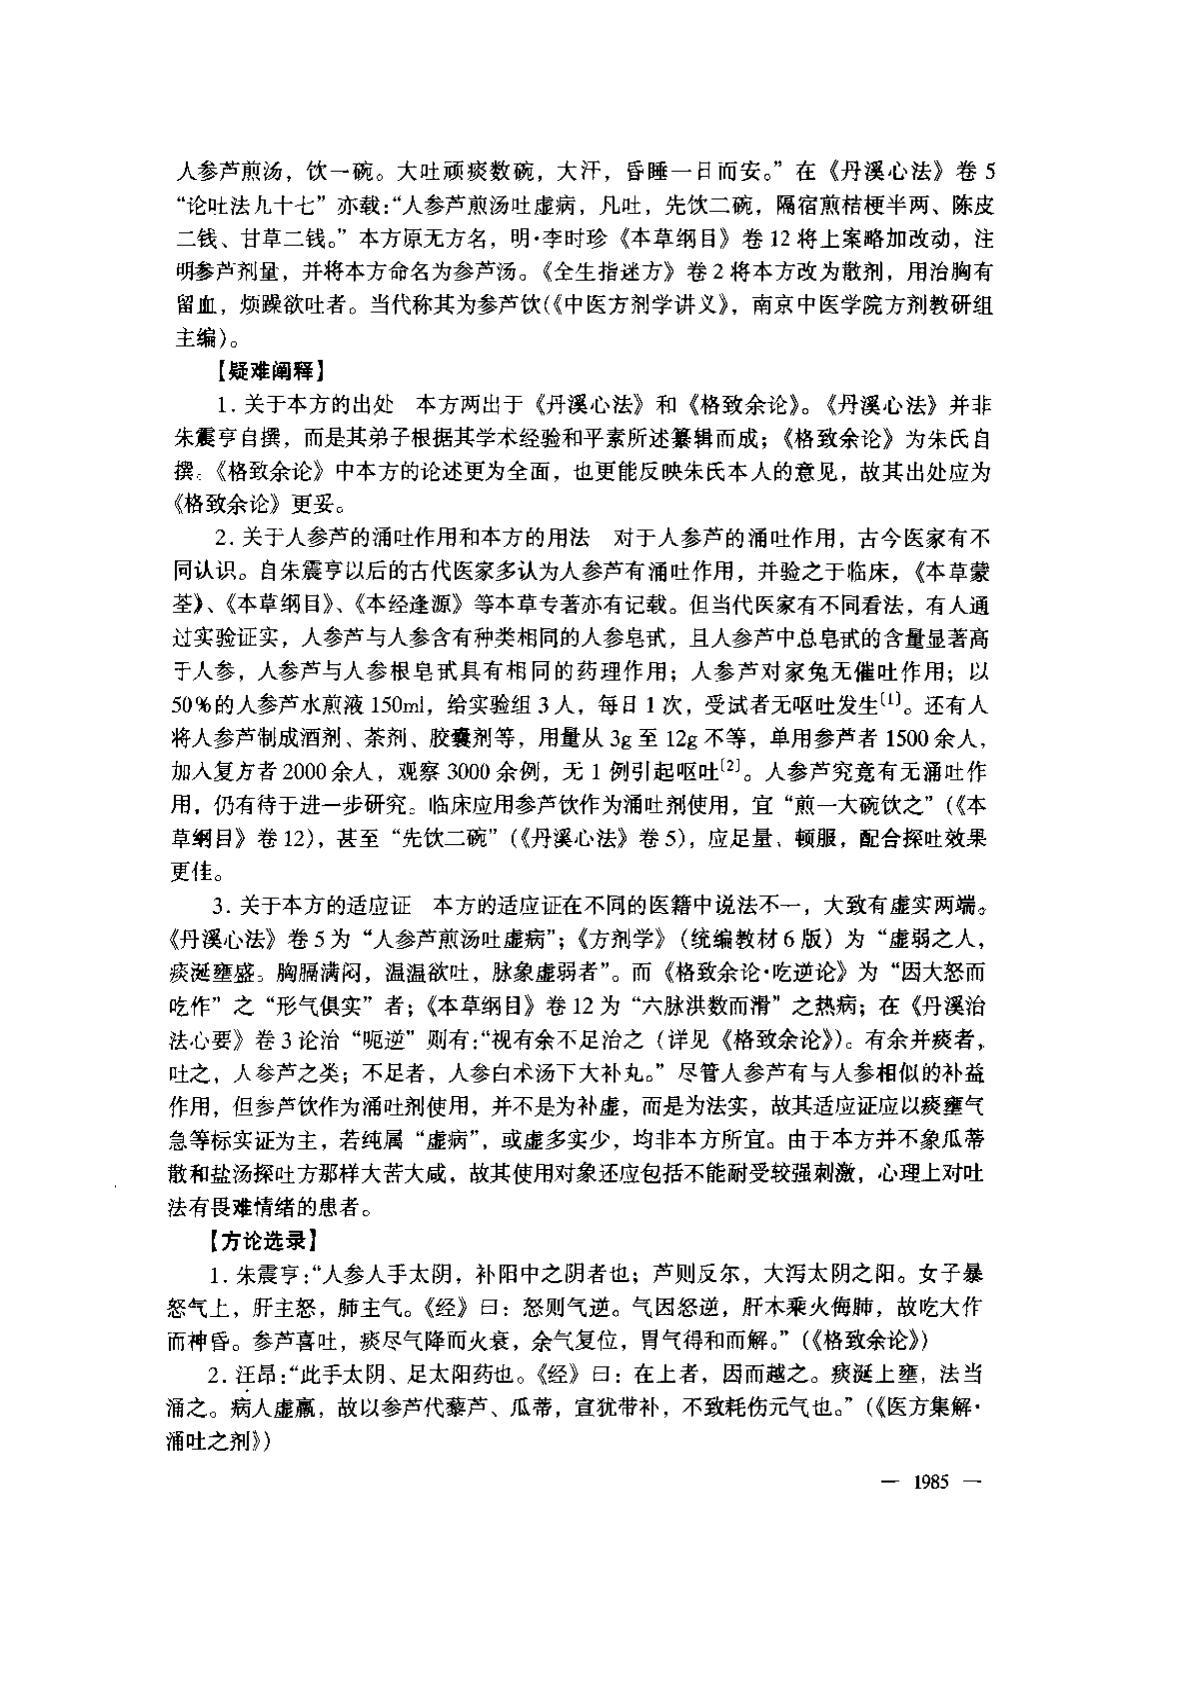 人参芦煎汤，饮一碗。大吐顽痰数碗，大汗，昏睡一日而安。”在《丹溪心法》卷5
“论吐法九十七”亦载：“人参芦煎汤吐虚病，凡吐，先饮二碗，隔宿煎桔梗半两、陈皮
二钱、甘草二钱。”本方原无方名，明·李时珍《本草纲目》卷12将上案略加改动，注
明参芦剂量，并将本方命名为参芦汤。《全生指迷方》卷2将本方改为散剂，用治胸有
留血，烦躁欲吐者。当代称其为参芦饮(《中医方剂学讲义》，南京中医学院方剂教研组
主编)。
【疑难阐释】
1. 关于本方的出处　本方两出于《丹溪心法》和《格致余论》。《丹溪心法》并非
朱震亨自撰，而是其弟子根据其学术经验和平素所述纂辑而成；《格致余论》为朱氏自
撰。《格致余论》中本方的论述更为全面，也更能反映朱氏本人的意见，故其出处应为
《格致余论》更妥。
2. 关于人参芦的涌吐作用和本方的用法　对于人参芦的涌吐作用，古今医家有不
同认识。自朱震亨以后的古代医家多认为人参芦有涌吐作用，并验之于临床，《本草蒙
荃》、《本草纲目》、《本经逢源》等本草专著亦有记载。但当代医家有不同看法，有人通
过实验证实，人参芦与人参含有种类相同的人参皂甙，且人参芦中总皂甙的含量显著高
于人参，人参芦与人参根皂甙具有相同的药理作用；人参芦对家兔无催吐作用；以
50%的人参芦水煎液150ml，给实验组3人，每日1次，受试者无呕吐发生〔1〕。还有人
将人参芦制成酒剂、茶剂、胶囊剂等，用量从3g至12g不等，单用参芦者1500余人，
加入复方者2000余人，观察3000余例，无1例引起呕吐〔2〕。人参芦究竟有无涌吐作
用，仍有待于进一步研究。临床应用参芦饮作为涌吐剂使用，宜“煎一大碗饮之”(《本
草纲目》卷12)，甚至“先饮二碗”(《丹溪心法》卷5)，应足量、顿服，配合探吐效果
更佳。
3. 关于本方的适应证　本方的适应证在不同的医籍中说法不一，大致有虚实两端。
《丹溪心法》卷5为“人参芦煎汤吐虚病”；《方剂学》(统编教材6版)为“虚弱之人，
痰涎壅盛。胸膈满闷，温温欲吐，脉象虚弱者”。而《格致余论·吃逆论》为“因大怒而
吃作”之“形气俱实”者；《本草纲目》卷12为“六脉洪数而滑”之热病；在《丹溪治
法心要》卷3论治“呃逆”则有：“视有余不足治之（详见《格致余论》）。有余并痰者，
吐之，人参芦之类；不足者，人参白术汤下大补丸。”尽管人参芦有与人参相似的补益
作用，但参芦饮作为涌吐剂使用，并不是为补虚，而是为法实，故其适应证应以痰壅气
急等标实证为主，若纯属“虚病”，或虚多实少，均非本方所宜。由于本方并不象瓜蒂
散和盐汤探吐方那样大苦大咸，故其使用对象还应包括不能耐受较强刺激，心理上对吐
法有畏难情绪的患者。
【方论选录】
1. 朱震亨：“人参人手太阴，补阳中之阴者也；芦则反尔，大泻太阴之阳。女子暴
怒气上，肝主怒，肺主气。《经》曰：怒则气逆。气因怒逆，肝木乘火侮肺，故吃大作
而神昏。参芦喜吐，痰尽气降而火衰，余气复位，胃气得和而解。”(《格致余论》)
2. 汪昂：“此手太阴、足太阳药也。《经》曰：在上者，因而越之。痰涎上壅，法当
涌之。病人虚羸，故以参芦代藜芦、瓜蒂，宣犹带补，不致耗伤元气也。”(《医方集解·
涌吐之剂》)
— 1985 —